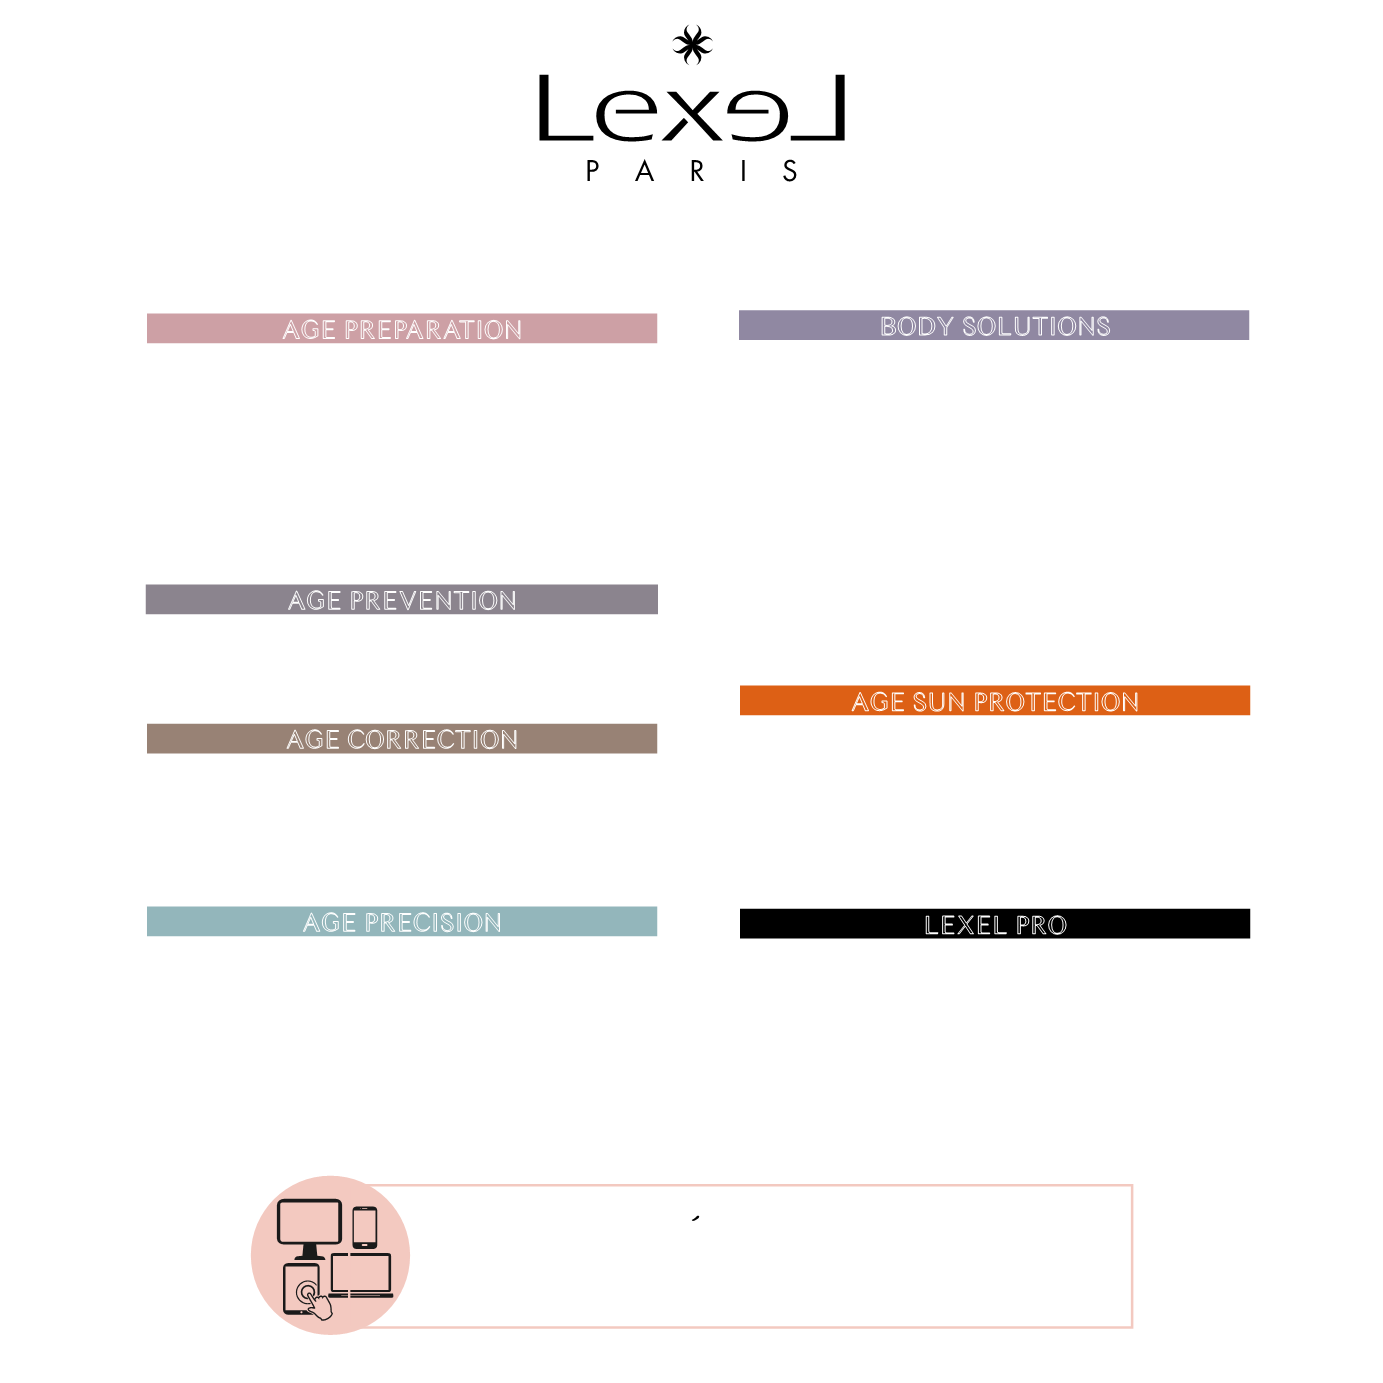 Lexel
PARIS
AGE PREPARATION
AGE PREVENTION
AGE CORRECTION
AGE PRECISION
BODY SOLUTIONS
AGE SUN PROTECTION
LEXEL PRO